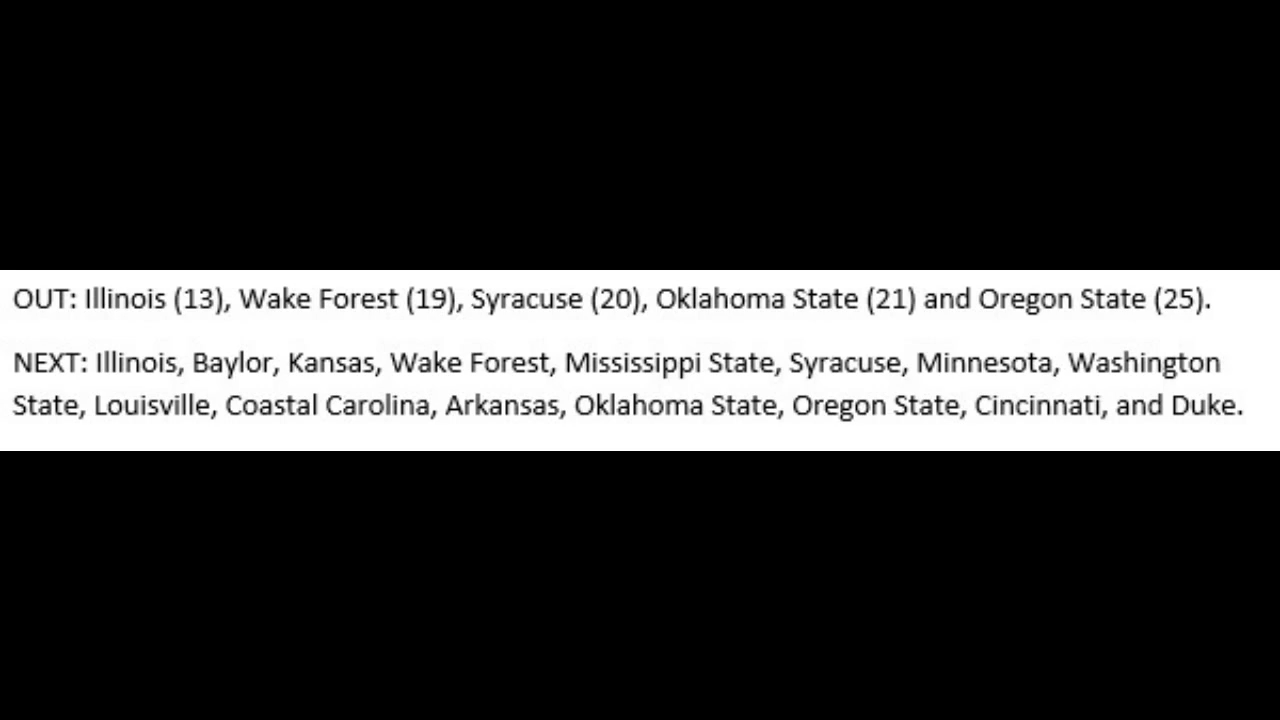 OUT: Illinois (13), Wake Forest (19), Syracuse (20), Oklahoma State (21) and Oregon State (25).
NEXT: Illinois, Baylor, Kansas, Wake Forest, Mississippi State, Syracuse, Minnesota, Washington
State, Louisville, Coastal Carolina, Arkansas, Oklahoma State, Oregon State, Cincinnati, and Duke.